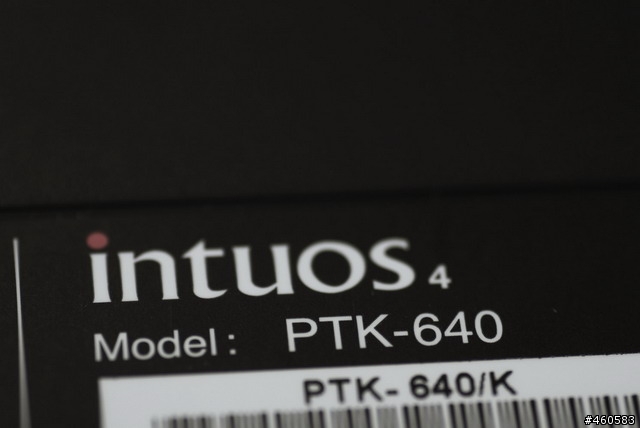 intuos 4
Model: PTK-640
PTK- 640/K
#460583